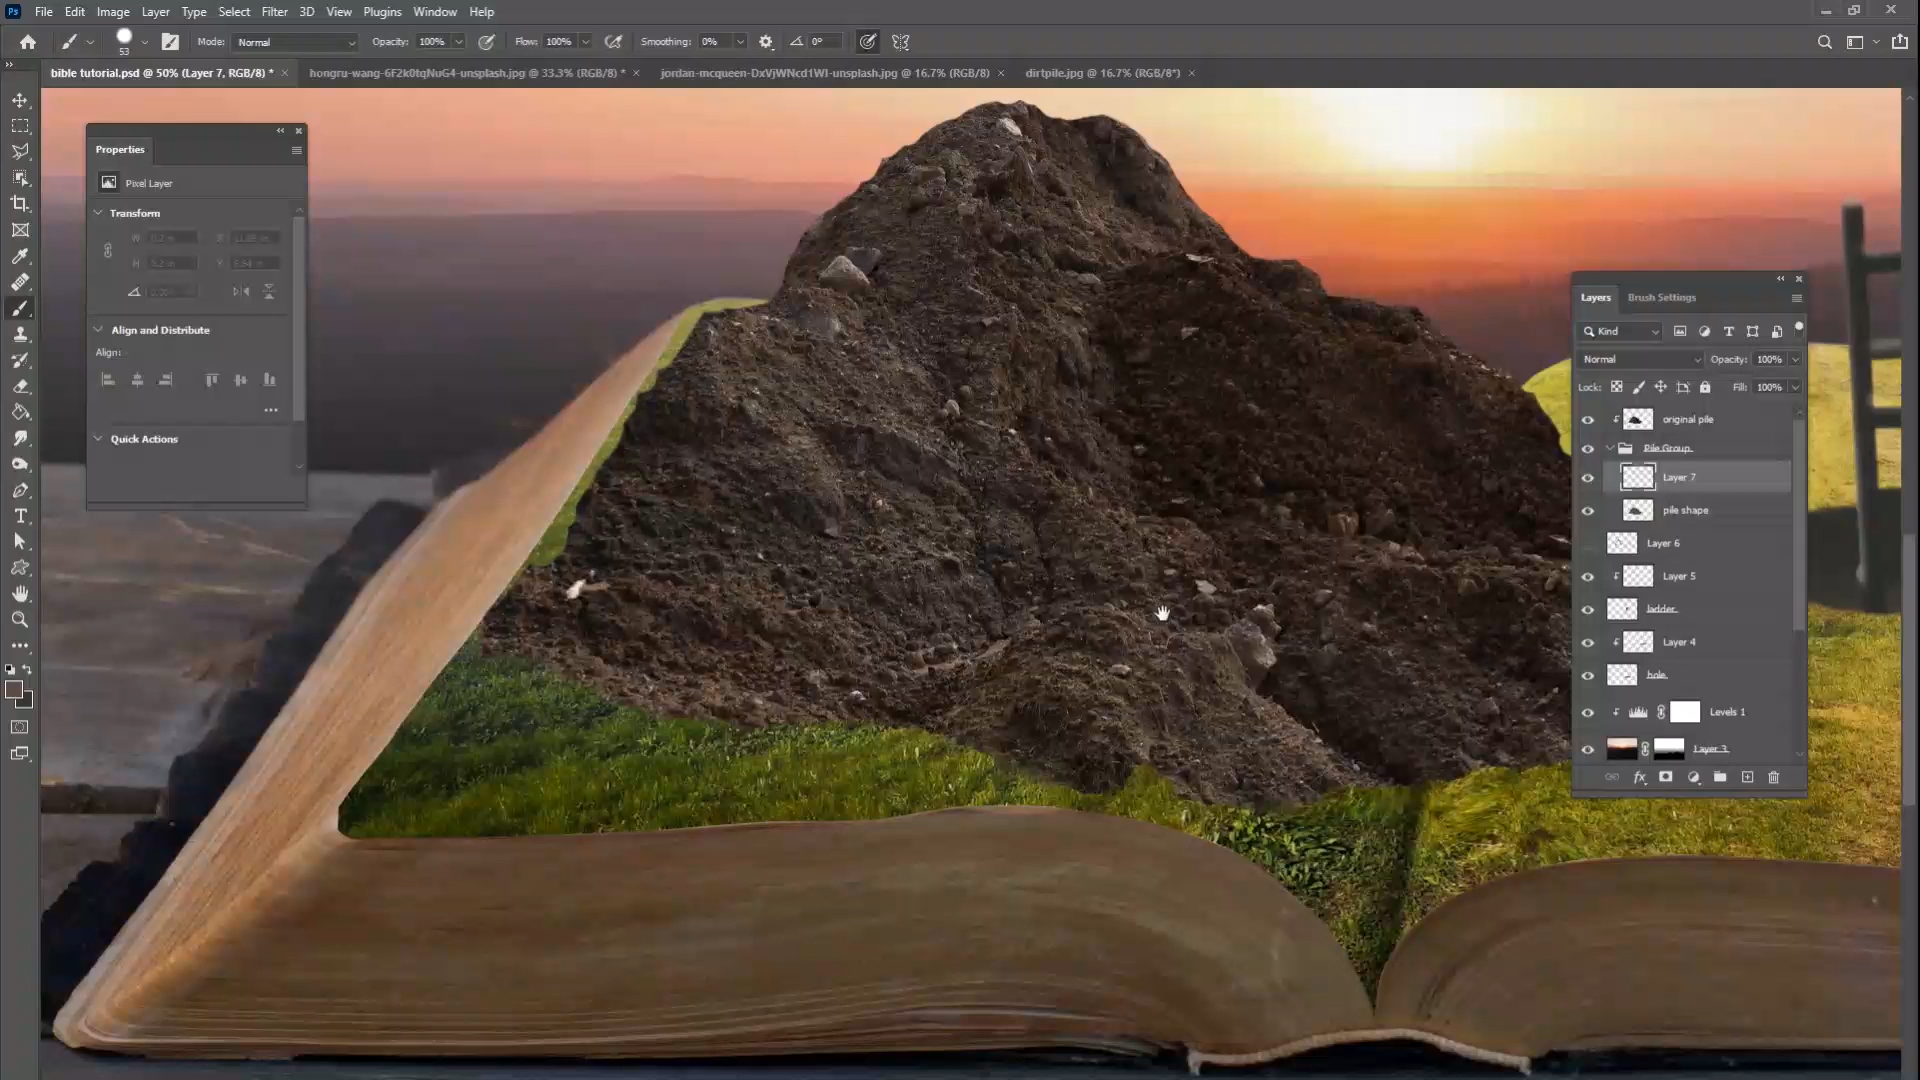 Ps File Edit Image Layer Type Select Filter 3D View Plugins Window Help
53 Mode: Normal Opacity: 100% Flow: 100% Smoothing: 0% 0°
bible tutorial.psd @ 50% (Layer 7, RGB/8) * × hongru-wang-6F2k0tqNuG4-unsplash.jpg @ 33.3% (RGB/8) * × jordan-mcqueen-DxVjWNcd1WI-unsplash.jpg @ 16.7% (RGB/8) × dirtpile.jpg @ 16.7% (RGB/8*) ×
Properties
Pixel Layer
Transform
W X
H Y
Align and Distribute
Align:
Quick Actions
Layers Brush Settings
Kind
Normal Opacity: 100%
Lock: Fill: 100%
original pile
Pile Group
Layer 7
pile shape
Layer 6
Layer 5
ladder
Layer 4
hole
Levels 1
Layer 3
fx